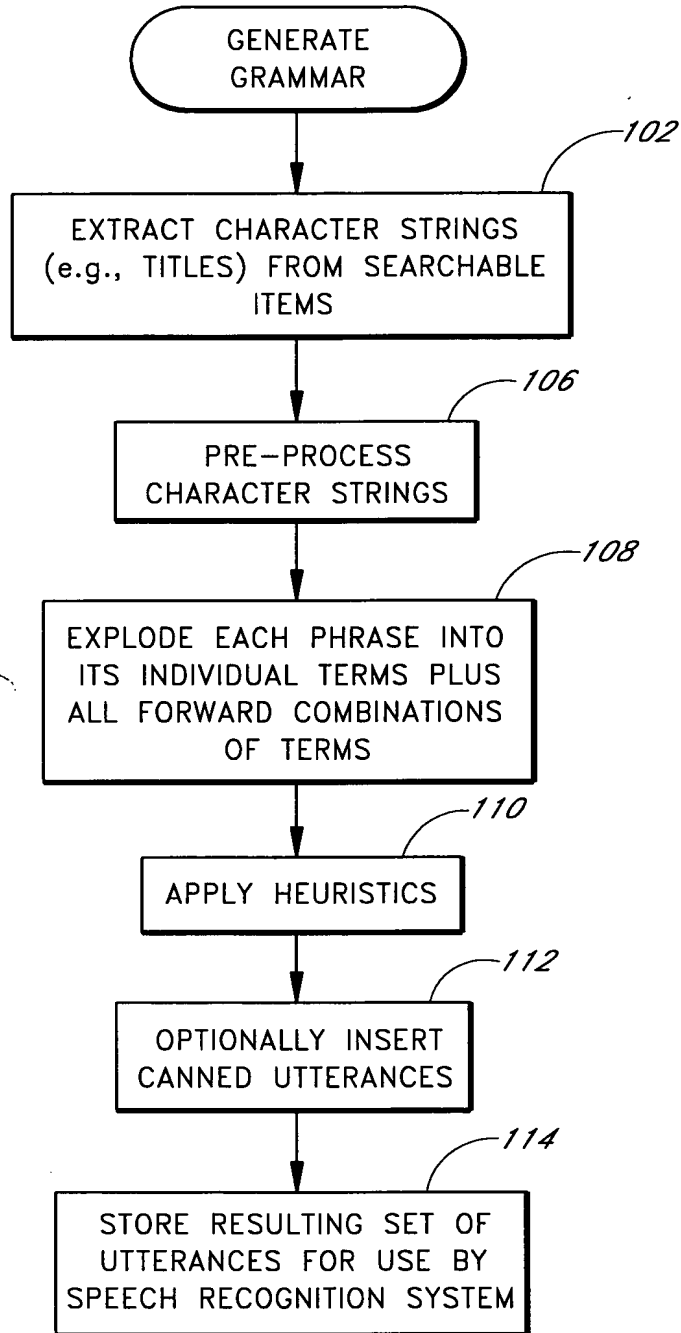 GENERATE
GRAMMAR
102
EXTRACT CHARACTER STRINGS
(e.g., TITLES) FROM SEARCHABLE
ITEMS
106
PRE-PROCESS
CHARACTER STRINGS
108
EXPLODE EACH PHRASE INTO
ITS INDIVIDUAL TERMS PLUS
ALL FORWARD COMBINATIONS
OF TERMS
110
APPLY HEURISTICS
112
OPTIONALLY INSERT
CANNED UTTERANCES
114
STORE RESULTING SET OF
UTTERANCES FOR USE BY
SPEECH RECOGNITION SYSTEM